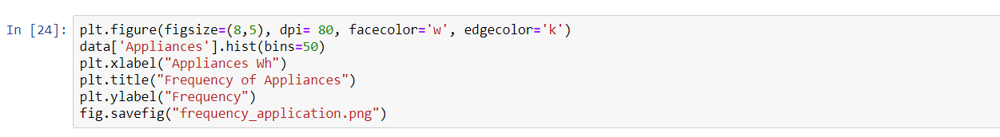 In [24]: plt.figure(figsize=(8,5), dpi= 80, facecolor='w', edgecolor='k')
data['Appliances'].hist(bins=50)
plt.xlabel("Appliances Wh")
plt.title("Frequency of Appliances")
plt.ylabel("Frequency")
fig.savefig("frequency_application.png")